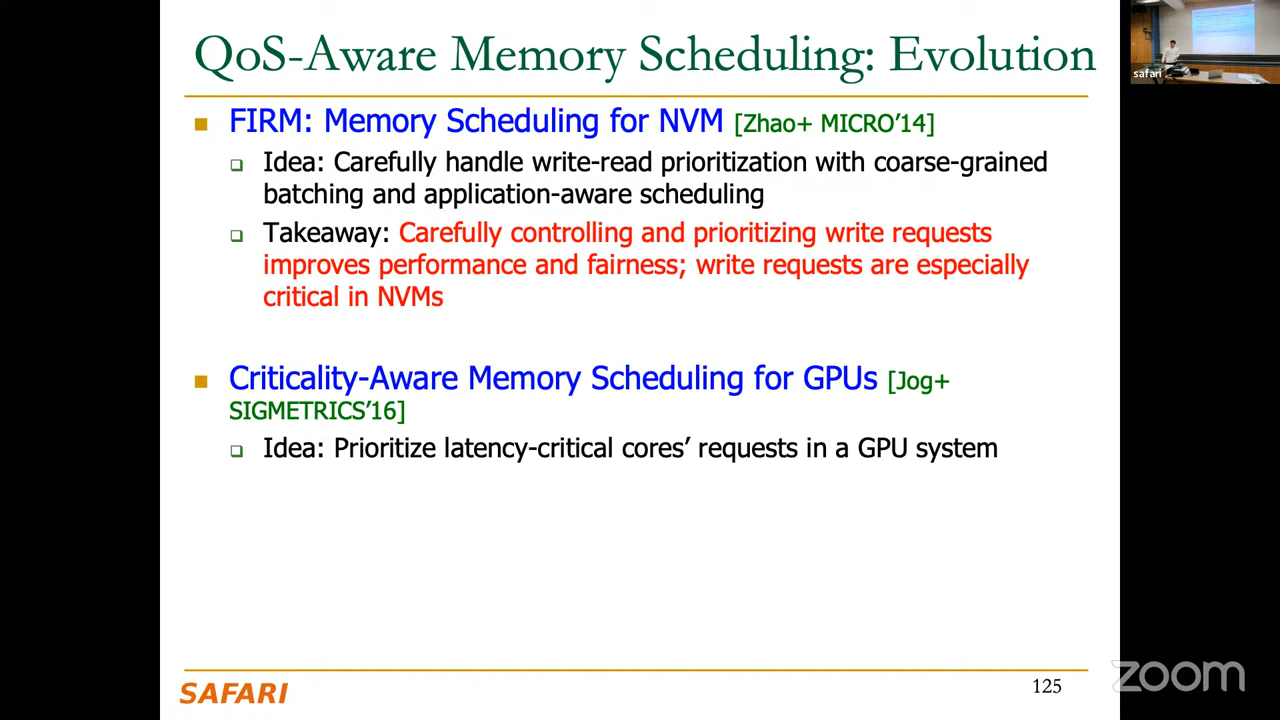 QoS-Aware Memory Scheduling: Evolution
safari
FIRM: Memory Scheduling for NVM [Zhao+ MICRO’14]
Idea: Carefully handle write-read prioritization with coarse-grained
batching and application-aware scheduling
Takeaway: Carefully controlling and prioritizing write requests
improves performance and fairness; write requests are especially
critical in NVMs
Criticality-Aware Memory Scheduling for GPUs [Jog+
SIGMETRICS’16]
Idea: Prioritize latency-critical cores’ requests in a GPU system
SAFARI
125
zoom